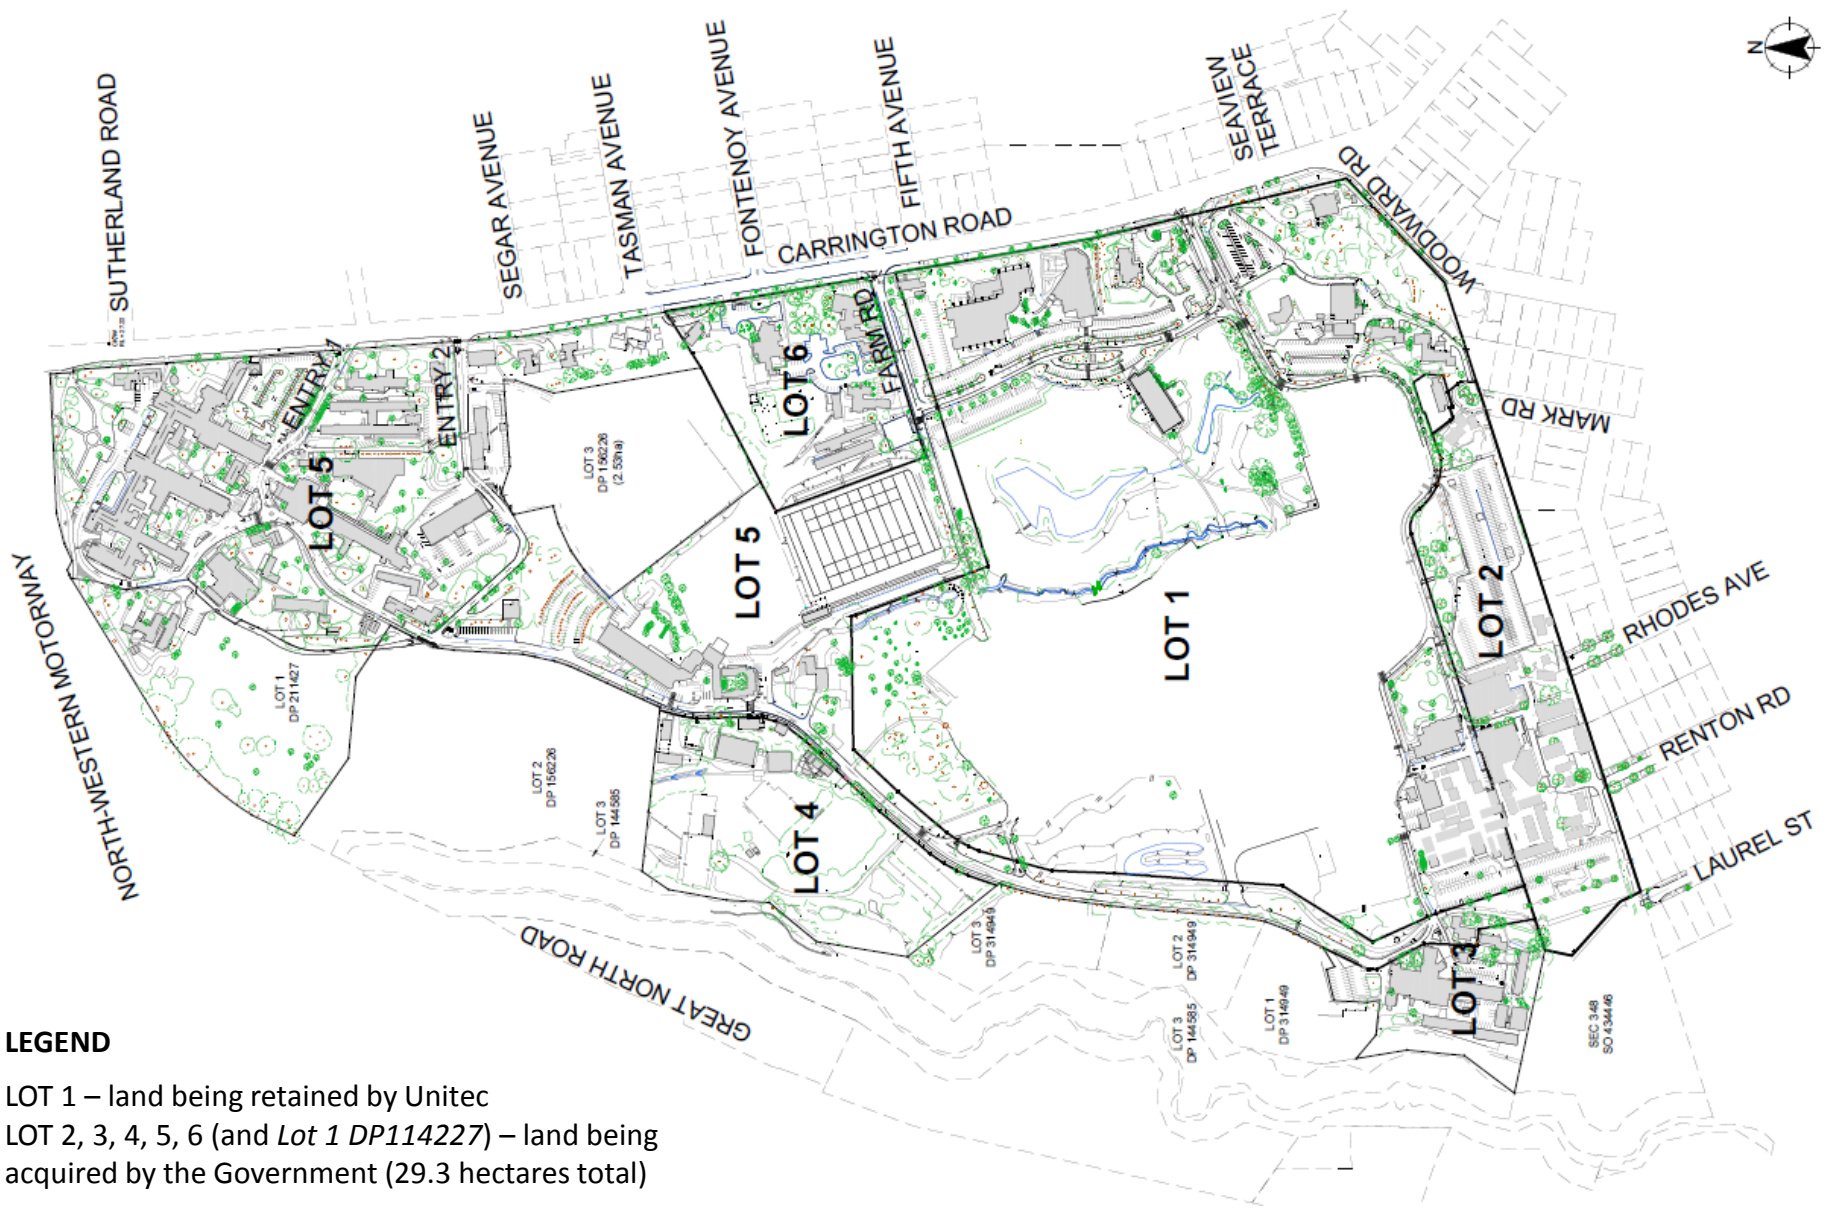 N
SUTHERLAND ROAD
SEGAR AVENUE
TASMAN AVENUE
FONTENOY AVENUE
FIFTH AVENUE
SEAVIEW
TERRACE
CARRINGTON ROAD
WOODWARD RD
MARK RD
RHODES AVE
RENTON RD
LAUREL ST
NORTH-WESTERN MOTORWAY
GREAT NORTH ROAD
ENTRY 1
ENTRY 2
FARM RD
LOT 5
LOT 6
LOT 5
LOT 1
LOT 2
LOT 4
LOT 3
LOT 3
DP 156226
(2.53ha)
LOT 1
DP 211427
LOT 2
DP 156226
LOT 3
DP 144585
LOT 3
DP 314949
LOT 2
DP 314949
LOT 3
DP 144585
LOT 1
DP 314949
SEC 348
SO 434446
LEGEND
LOT 1 – land being retained by Unitec
LOT 2, 3, 4, 5, 6 (and Lot 1 DP114227) – land being
acquired by the Government (29.3 hectares total)